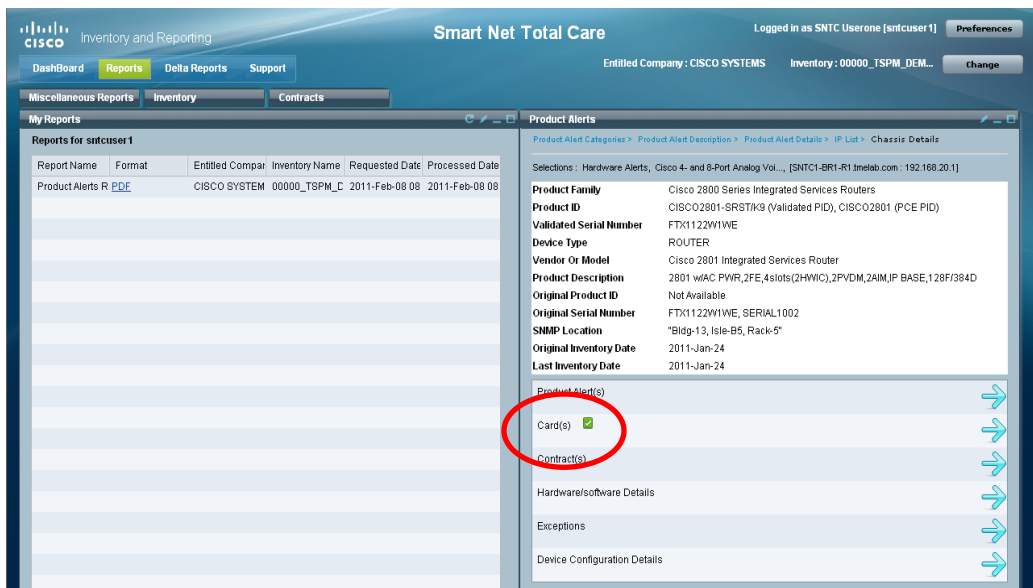 CISCO Inventory and Reporting
Smart Net Total Care
Logged in as SNTC Userone [sntcuser1]
Preferences
DashBoard Reports Delta Reports Support
Entitled Company : CISCO SYSTEMS
Inventory : 00000_TSPM_DEM...
Change
Miscellaneous Reports Inventory Contracts
My Reports
Reports for sntcuser1
Report Name Format Entitled Compar Inventory Name Requested Date Processed Date
Product Alerts R PDF CISCO SYSTEM 00000_TSPM_D 2011-Feb-08 08 2011-Feb-08 08
Product Alerts
Product Alert Categories > Product Alert Description > Product Alert Details > IP List > Chassis Details
Selections : Hardware Alerts, Cisco 4- and 8-Port Analog Voi..., [SNTC1-BR1-R1.tmelab.com : 192.168.20.1]
Product Family Cisco 2800 Series Integrated Services Routers
Product ID CISCO2801-SRST/K9 (Validated PID), CISCO2801 (PCE PID)
Validated Serial Number FTX1122W1WE
Device Type ROUTER
Vendor Or Model Cisco 2801 Integrated Services Router
Product Description 2801 w/AC PWR,2FE,4slots(2HWIC),2PVDM,2AIM,IP BASE,128F/384D
Original Product ID Not Available
Original Serial Number FTX1122W1WE, SERIAL1002
SNMP Location "Bldg-13, Isle-B5, Rack-5"
Original Inventory Date 2011-Jan-24
Last Inventory Date 2011-Jan-24
Product Alert(s)
Card(s)
Contract(s)
Hardware/software Details
Exceptions
Device Configuration Details